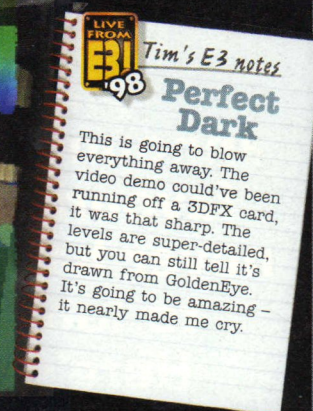 LIVE
FROM
E3!
'98
Tim's E3 notes
Perfect
Dark
This is going to blow
everything away. The
video demo could've been
running off a 3DFX card,
it was that sharp. The
levels are super-detailed,
but you can still tell it's
drawn from GoldenEye.
It's going to be amazing –
it nearly made me cry.